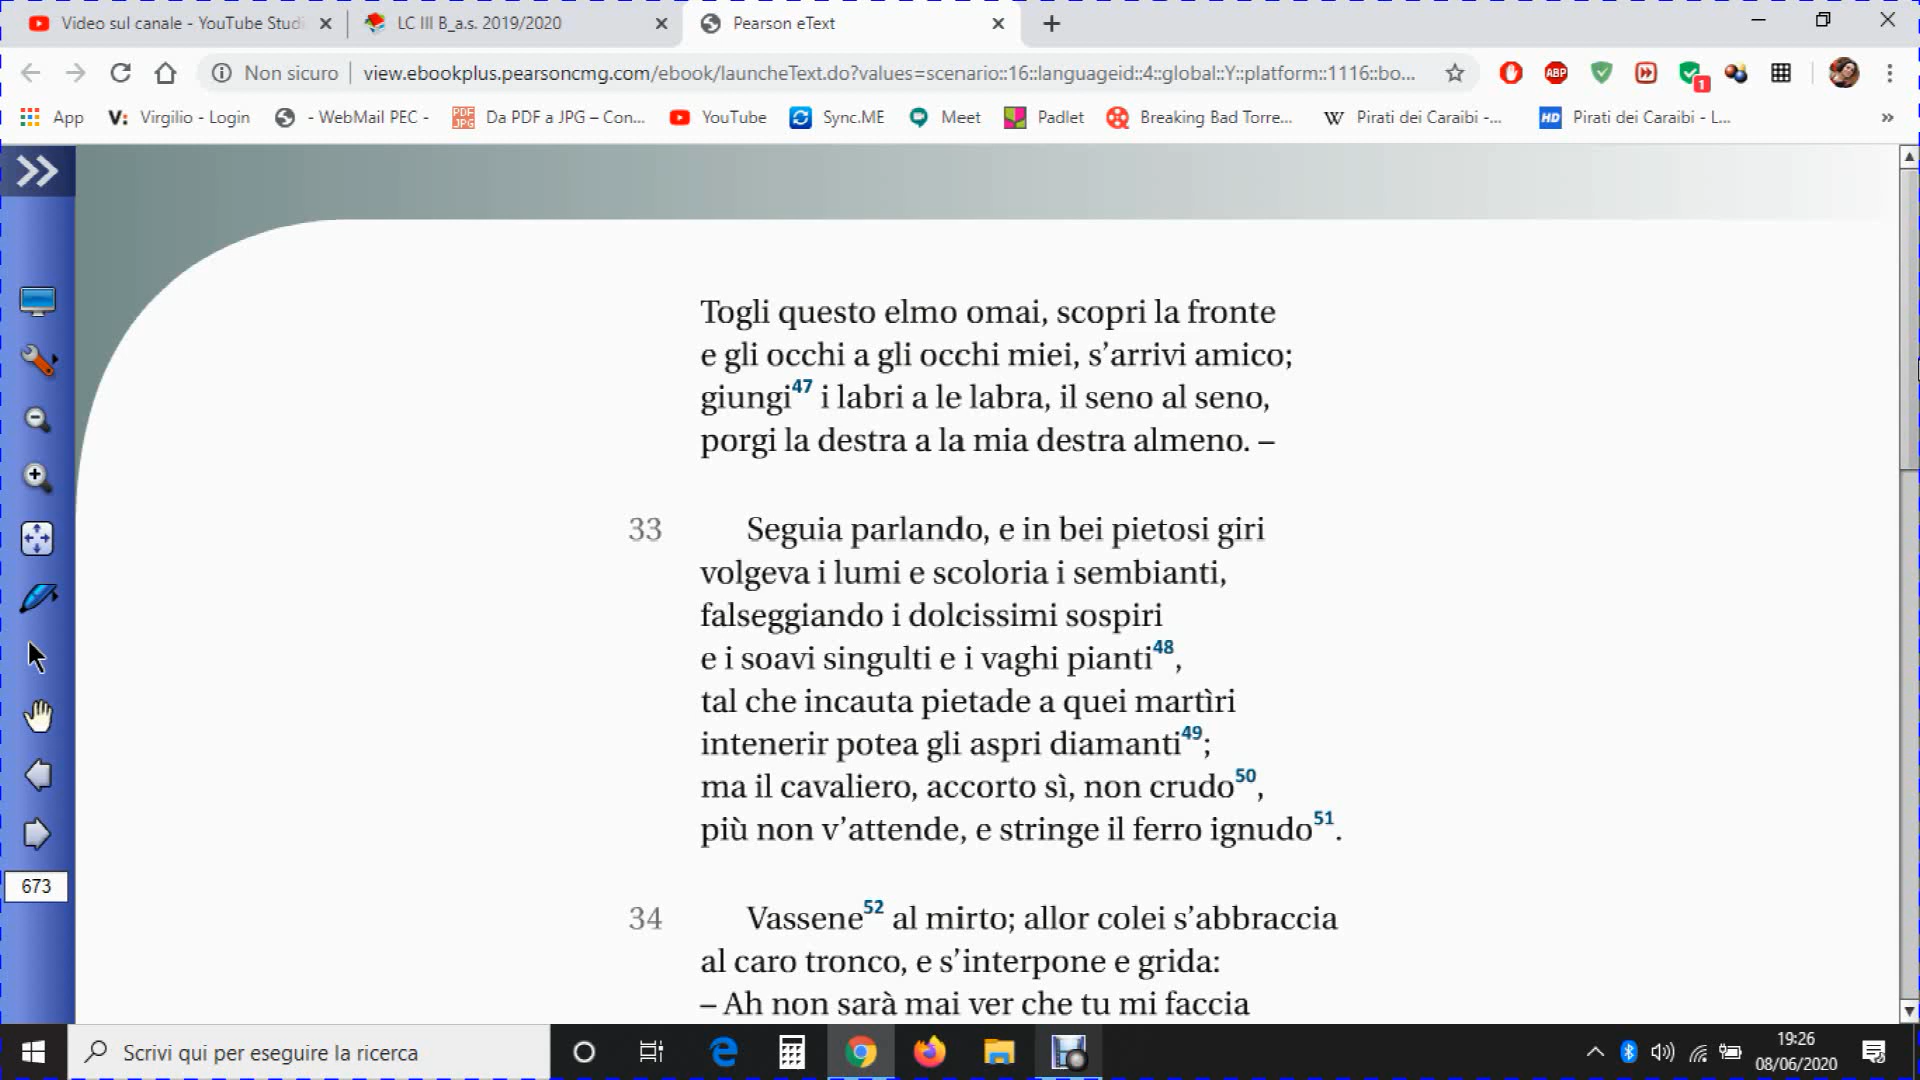 Video sul canale - YouTube Studi
LC III B_a.s. 2019/2020
Pearson eText
Non sicuro
view.ebookplus.pearsoncmg.com/ebook/launcheText.do?values=scenario::16::languageid::4::global::Y::platform::1116::bo...
ABP
1
App
V:
Virgilio - Login
- WebMail PEC -
PDF
JPG
Da PDF a JPG – Con...
YouTube
Sync.ME
Meet
Padlet
Breaking Bad Torre...
W
Pirati dei Caraibi -...
HD
Pirati dei Caraibi - L...
»
Togli questo elmo omai, scopri la fronte
e gli occhi a gli occhi miei, s’arrivi amico;
giungi47 i labri a le labra, il seno al seno,
porgi la destra a la mia destra almeno. –
33 Seguia parlando, e in bei pietosi giri
volgeva i lumi e scoloria i sembianti,
falseggiando i dolcissimi sospiri
e i soavi singulti e i vaghi pianti48,
tal che incauta pietade a quei martìri
intenerir potea gli aspri diamanti49;
ma il cavaliero, accorto sì, non crudo50,
più non v’attende, e stringe il ferro ignudo51.
34 Vassene52 al mirto; allor colei s’abbraccia
al caro tronco, e s’interpone e grida:
– Ah non sarà mai ver che tu mi faccia
673
Scrivi qui per eseguire la ricerca
19:26
08/06/2020